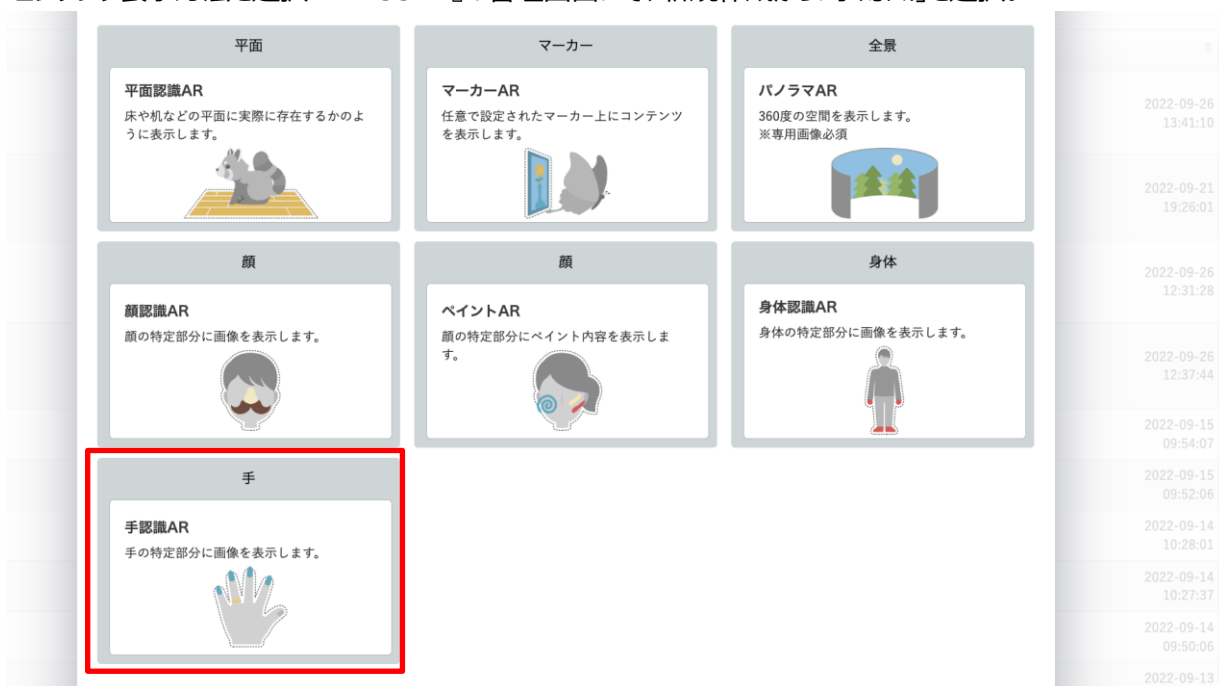 平面
マーカー
全景
平面認識AR
床や机などの平面に実際に存在するかのよ
うに表示します。
マーカーAR
任意で設定されたマーカー上にコンテンツ
を表示します。
パノラマAR
360度の空間を表示します。
※専用画像必須
顔
顔
身体
顔認識AR
顔の特定部分に画像を表示します。
ペイントAR
顔の特定部分にペイント内容を表示しま
す。
身体認識AR
身体の特定部分に画像を表示します。
手
手認識AR
手の特定部分に画像を表示します。
2022-09-26
13:41:10
2022-09-21
19:26:01
2022-09-26
12:31:28
2022-09-26
12:37:44
2022-09-15
09:54:07
2022-09-15
09:52:06
2022-09-14
10:28:01
2022-09-14
10:27:37
2022-09-14
09:50:06
2022-09-13